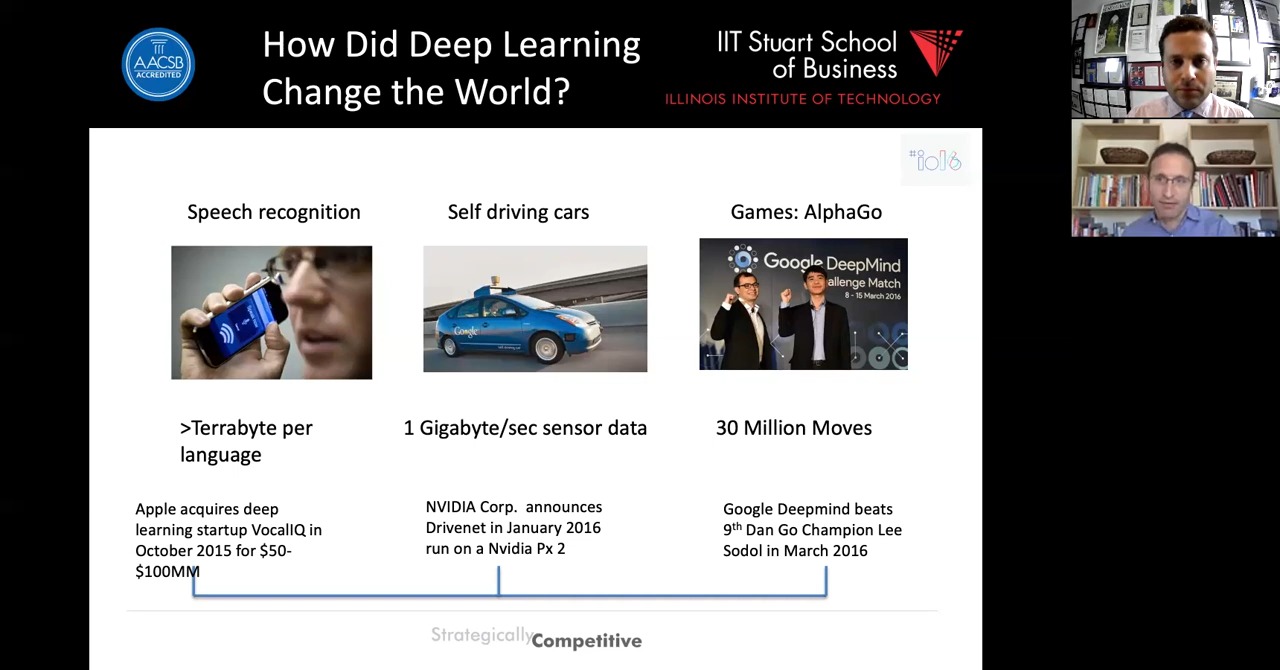 AACSB
ACCREDITED
How Did Deep Learning
Change the World?
IIT Stuart School
of Business
ILLINOIS INSTITUTE OF TECHNOLOGY
#io16
Speech recognition
Self driving cars
Games: AlphaGo
Google
Google DeepMind
allenge Match
8 - 15 March 2016
>Terrabyte per
language
1 Gigabyte/sec sensor data
30 Million Moves
Apple acquires deep
learning startup VocalIQ in
October 2015 for $50-
$100MM
NVIDIA Corp. announces
Drivenet in January 2016
run on a Nvidia Px 2
Google Deepmind beats
9th Dan Go Champion Lee
Sodol in March 2016
StrategicallyCompetitive